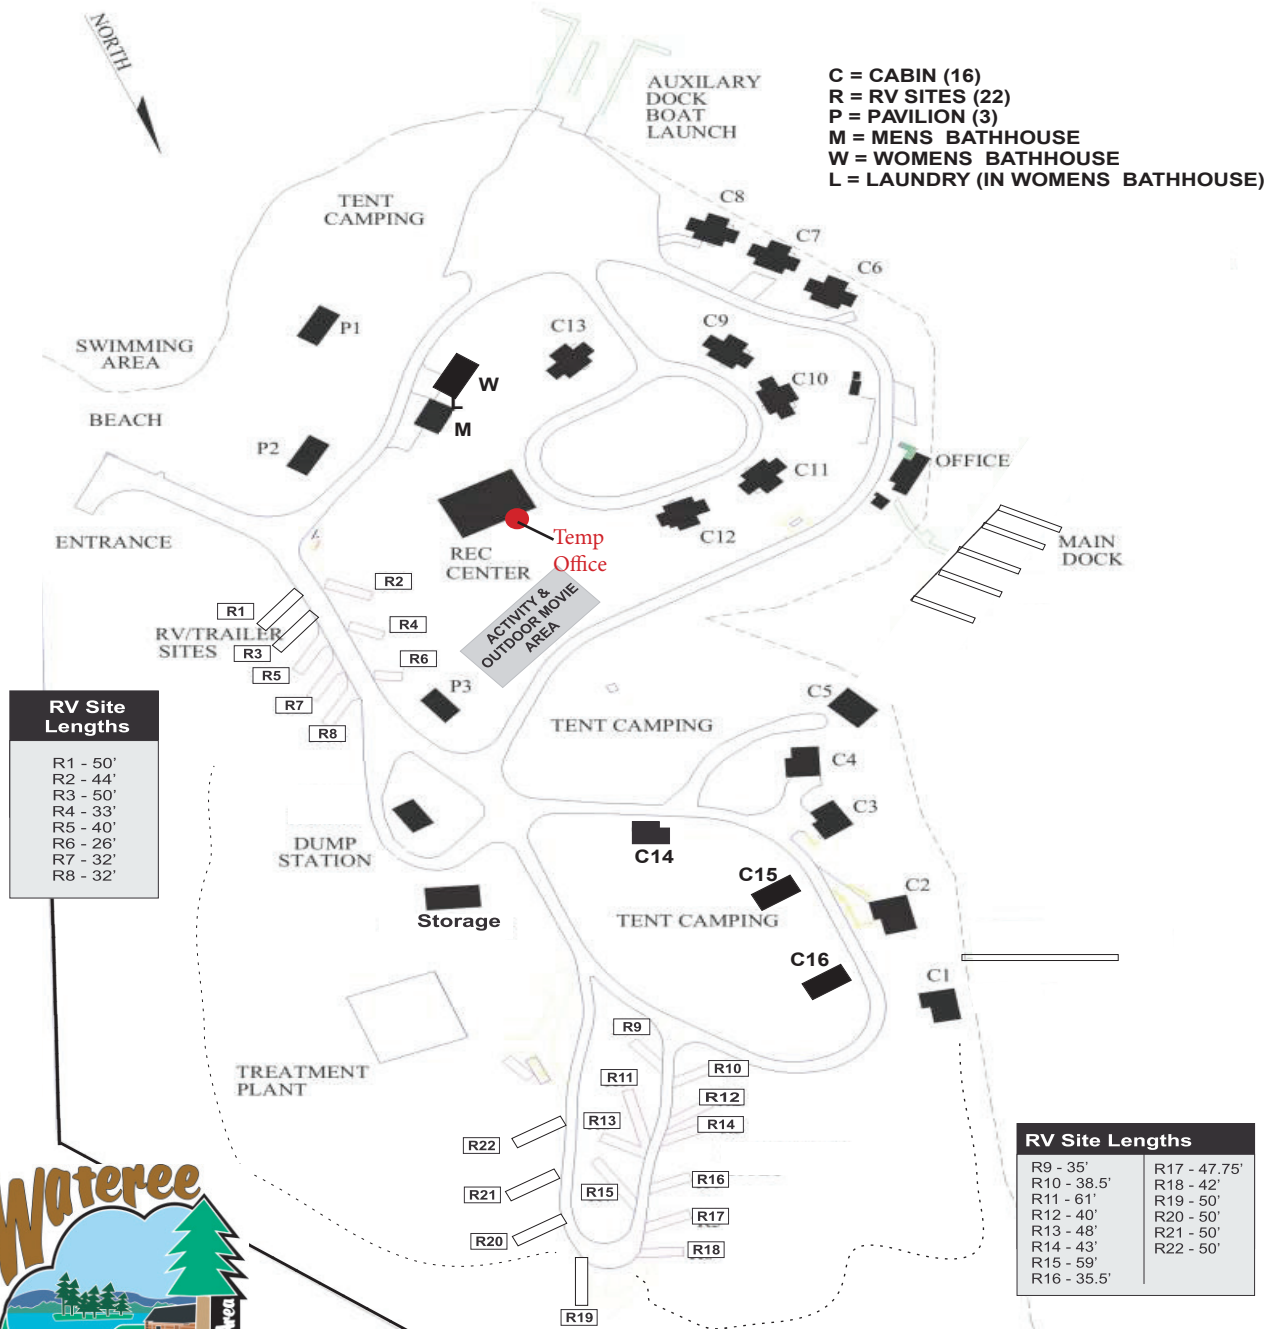 NORTH
AUXILARY
DOCK
BOAT
LAUNCH
C = CABIN (16)
R = RV SITES (22)
P = PAVILION (3)
M = MENS BATHHOUSE
W = WOMENS BATHHOUSE
L = LAUNDRY (IN WOMENS BATHHOUSE)
TENT
CAMPING
C8
C7
C6
P1
C13
C9
SWIMMING
AREA
W
C10
L
BEACH
M
P2
C11
OFFICE
C12
ENTRANCE
REC
CENTER
Temp
Office
MAIN
DOCK
R2
ACTIVITY &
OUTDOOR MOVIE
AREA
R1
R4
RV/TRAILER
SITES
R3
R6
R5
P3
C5
R7
R8
TENT CAMPING
RV Site
Lengths
R1 - 50'
R2 - 44'
R3 - 50'
R4 - 33'
R5 - 40'
R6 - 26'
R7 - 32'
R8 - 32'
C4
C3
DUMP
STATION
C14
C15
C2
Storage
TENT CAMPING
C16
C1
R9
TREATMENT
PLANT
R10
R11
R12
R13
R14
R22
R16
R21
R15
R17
R20
R18
R19
RV Site Lengths
R9 - 35'
R10 - 38.5'
R11 - 61'
R12 - 40'
R13 - 48'
R14 - 43'
R15 - 59'
R16 - 35.5'
R17 - 47.75'
R18 - 42'
R19 - 50'
R20 - 50'
R21 - 50'
R22 - 50'
Wateree
Area